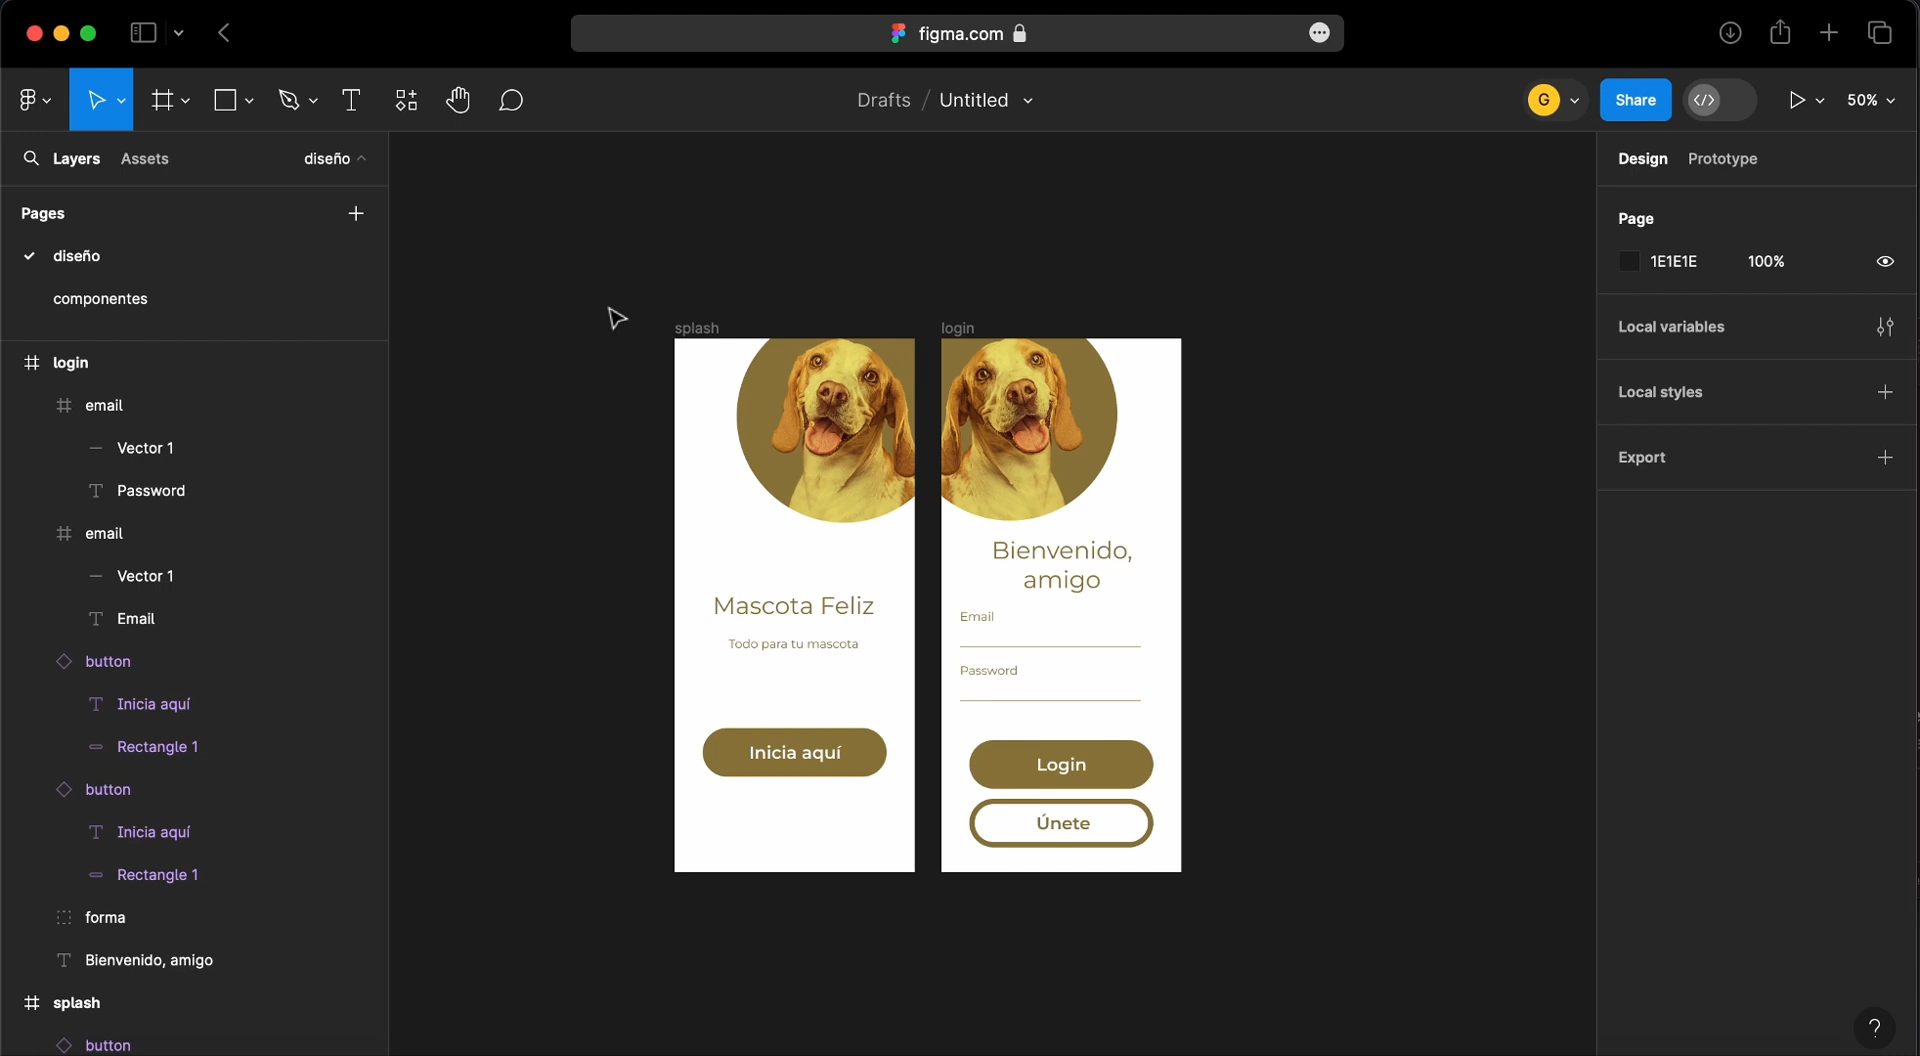 figma.com
Drafts / Untitled
G
Share
50%
Layers
Assets
diseño
Pages
diseño
componentes
login
email
Vector 1
Password
email
Vector 1
Email
button
Inicia aquí
Rectangle 1
button
Inicia aquí
Rectangle 1
forma
Bienvenido, amigo
splash
button
splash
Mascota Feliz
Todo para tu mascota
Inicia aquí
login
Bienvenido,
amigo
Email
Password
Login
Únete
Design
Prototype
Page
1E1E1E 100%
Local variables
Local styles
Export
?